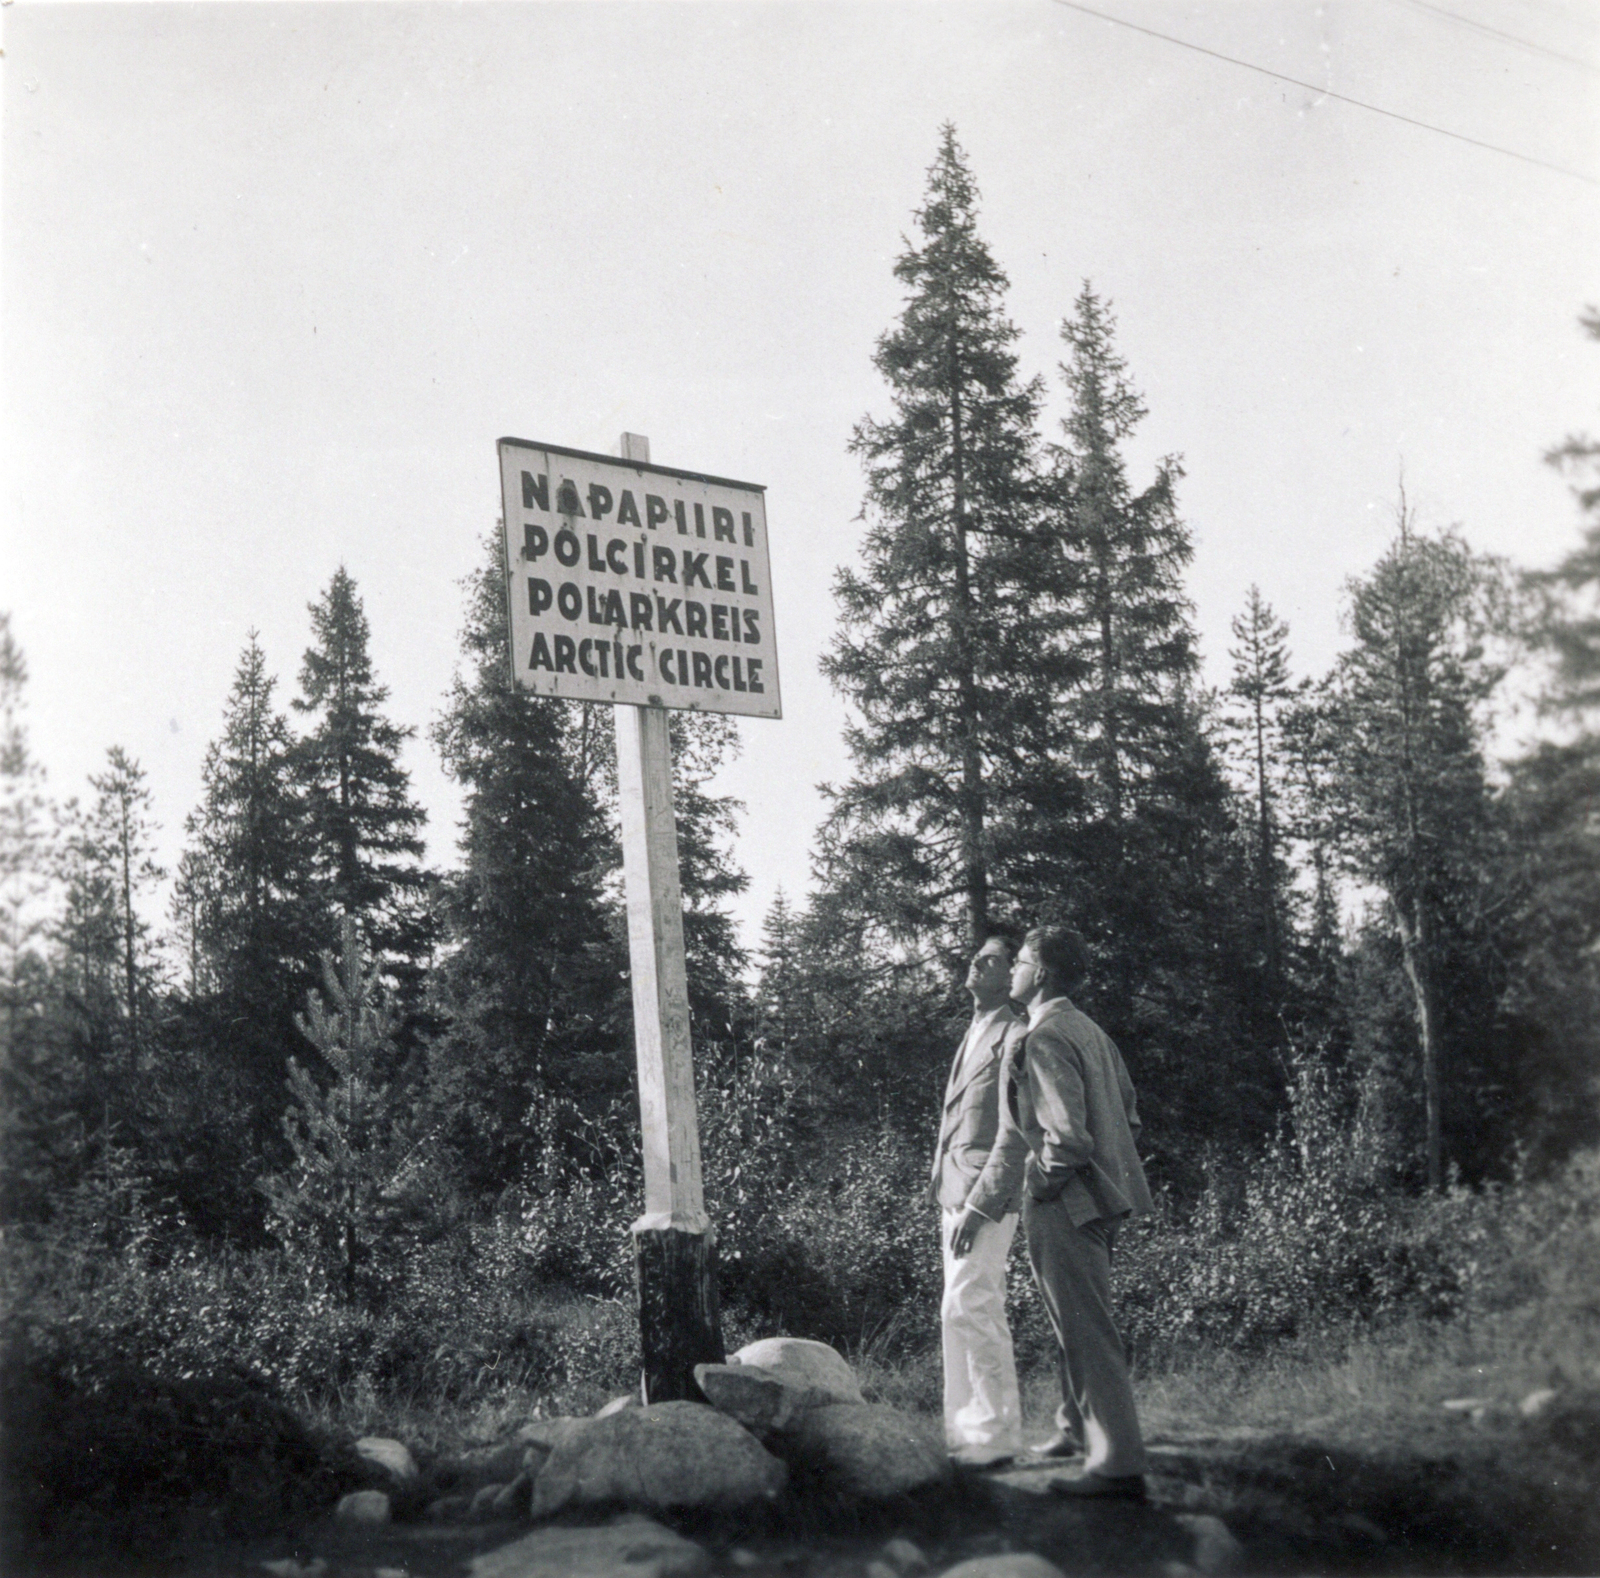 NAPAPIIRI
POLCIRKEL
POLARKREIS
ARCTIC CIRCLE